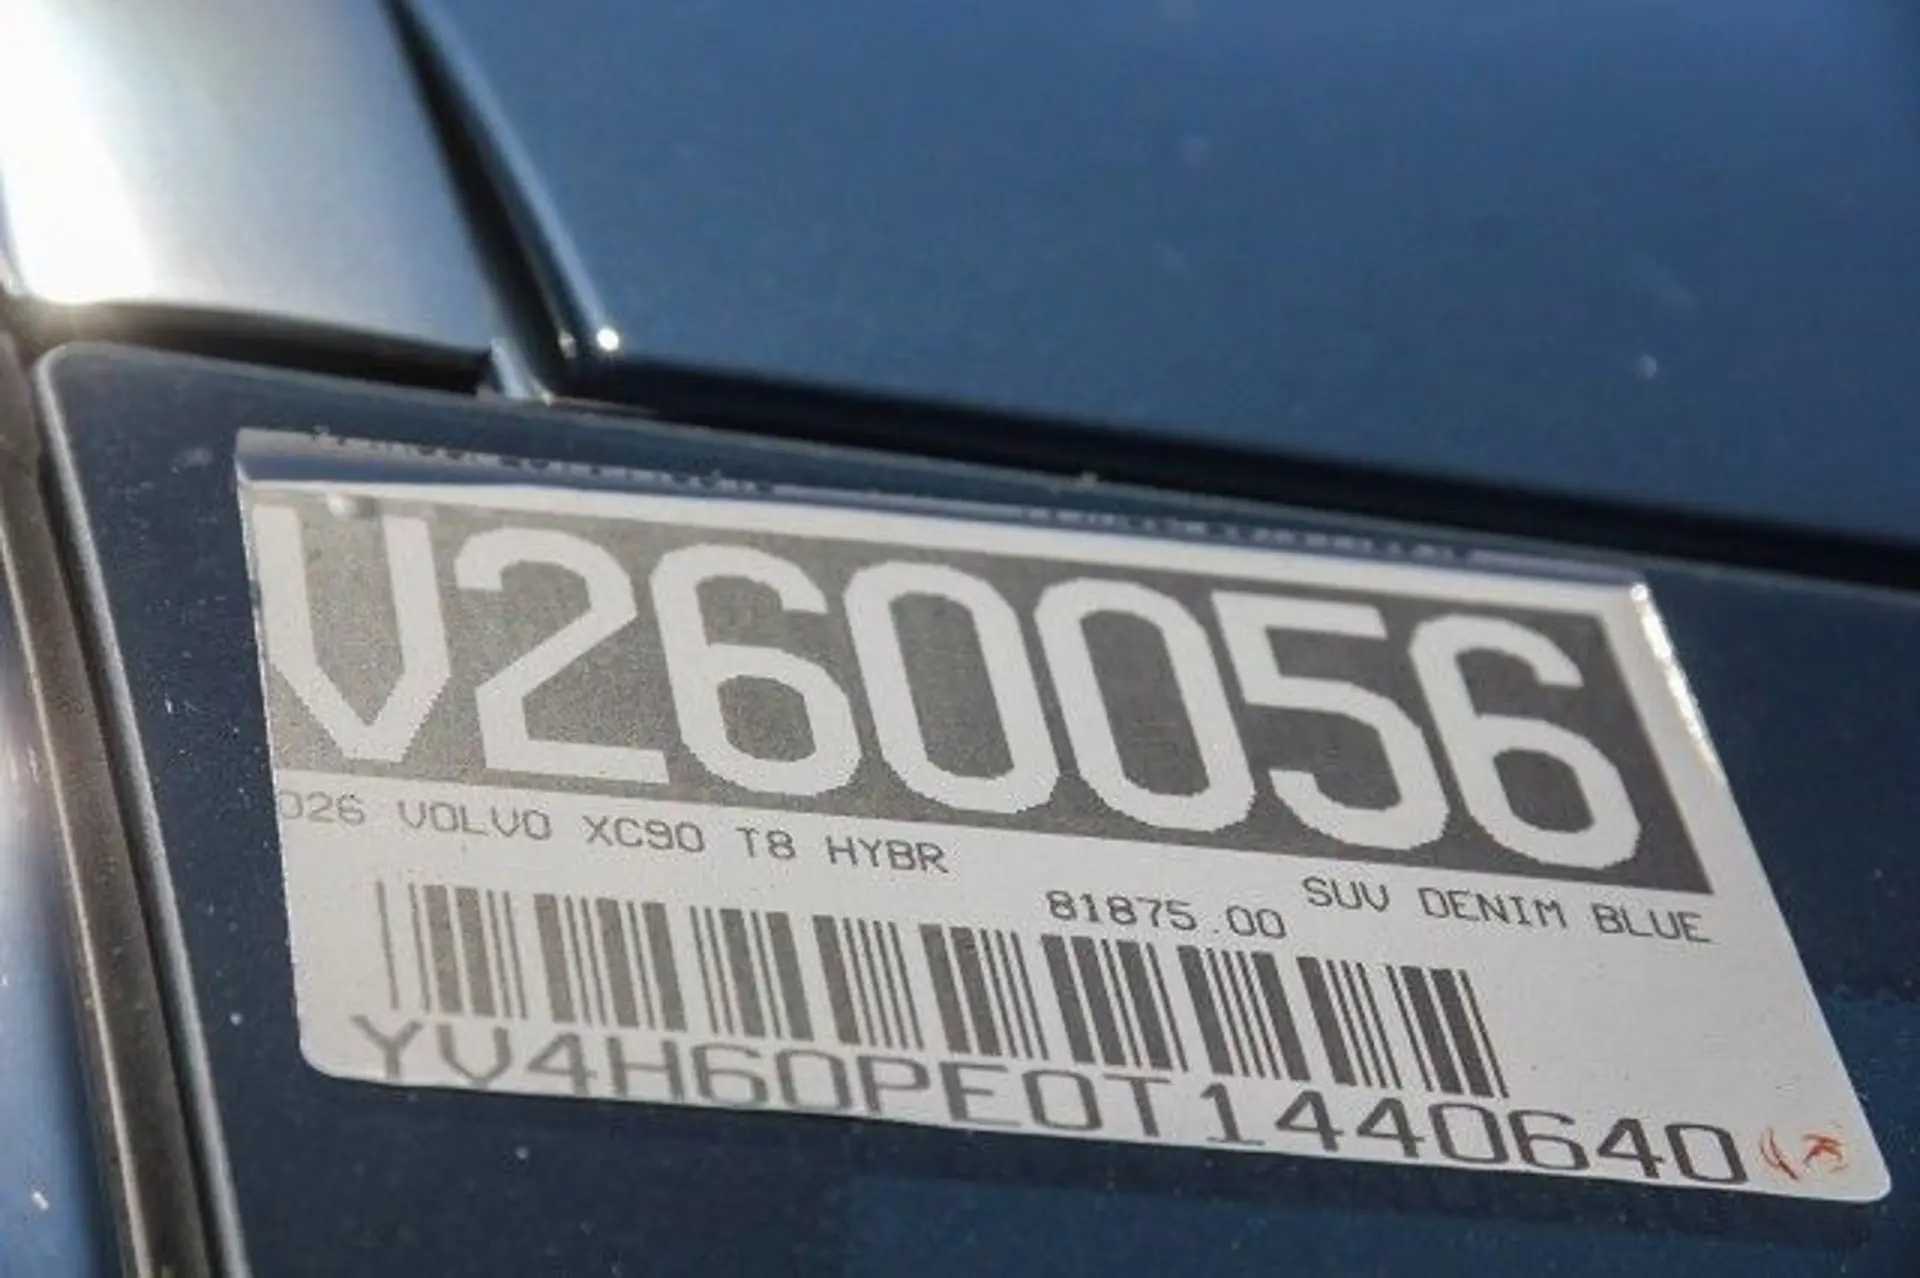 V260056
026 VOLVO XC90 T8 HYBR
81875.00
SUV DENIM BLUE
YV4H60PE0T1440640